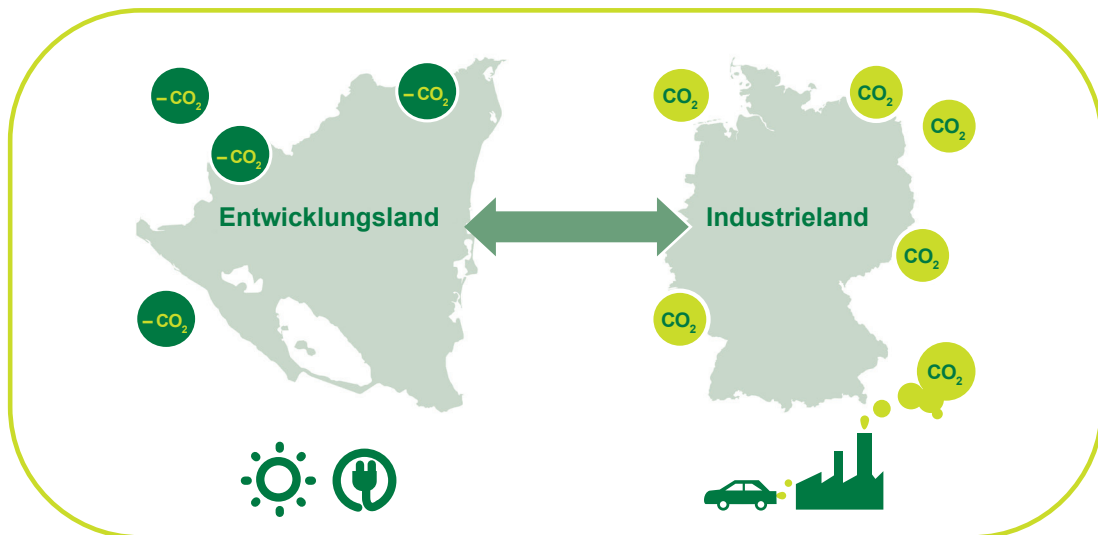 –CO₂
–CO₂
–CO₂
–CO₂
Entwicklungsland
CO₂
CO₂
CO₂
CO₂
CO₂
CO₂
Industrieland